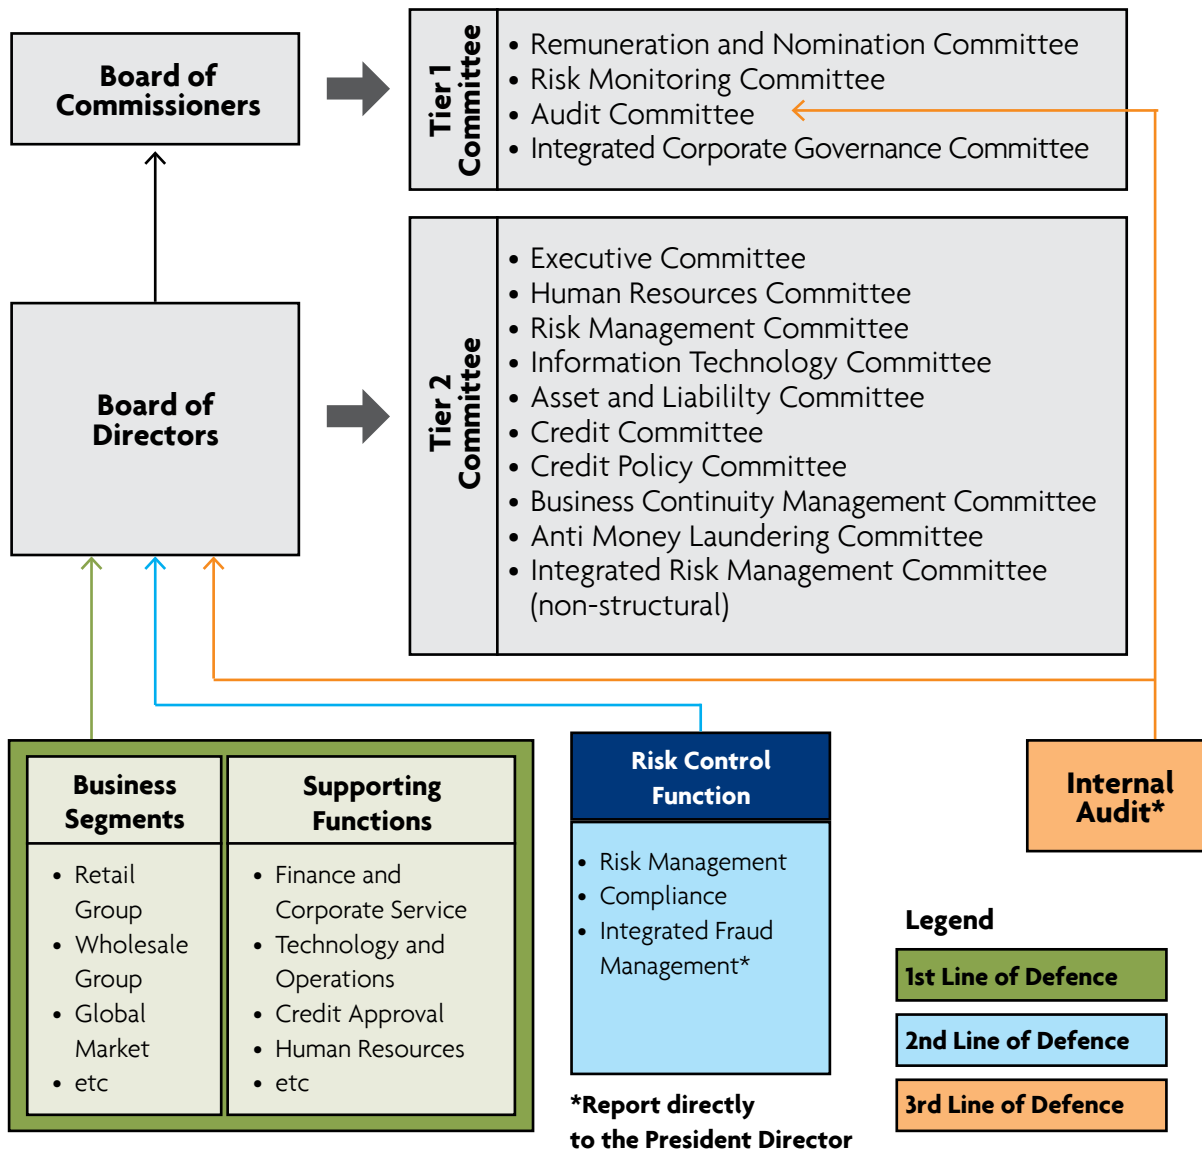 Board of
Commissioners
Tier 1
Committee
• Remuneration and Nomination Committee
• Risk Monitoring Committee
• Audit Committee
• Integrated Corporate Governance Committee
Board of
Directors
Tier 2
Committee
• Executive Committee
• Human Resources Committee
• Risk Management Committee
• Information Technology Committee
• Asset and Liabililty Committee
• Credit Committee
• Credit Policy Committee
• Business Continuity Management Committee
• Anti Money Laundering Committee
• Integrated Risk Management Committee
(non-structural)
Business
Segments
• Retail
Group
• Wholesale
Group
• Global
Market
• etc
Supporting
Functions
• Finance and
Corporate Service
• Technology and
Operations
• Credit Approval
• Human Resources
• etc
Risk Control
Function
• Risk Management
• Compliance
• Integrated Fraud
Management*
*Report directly
to the President Director
Internal
Audit*
Legend
1st Line of Defence
2nd Line of Defence
3rd Line of Defence